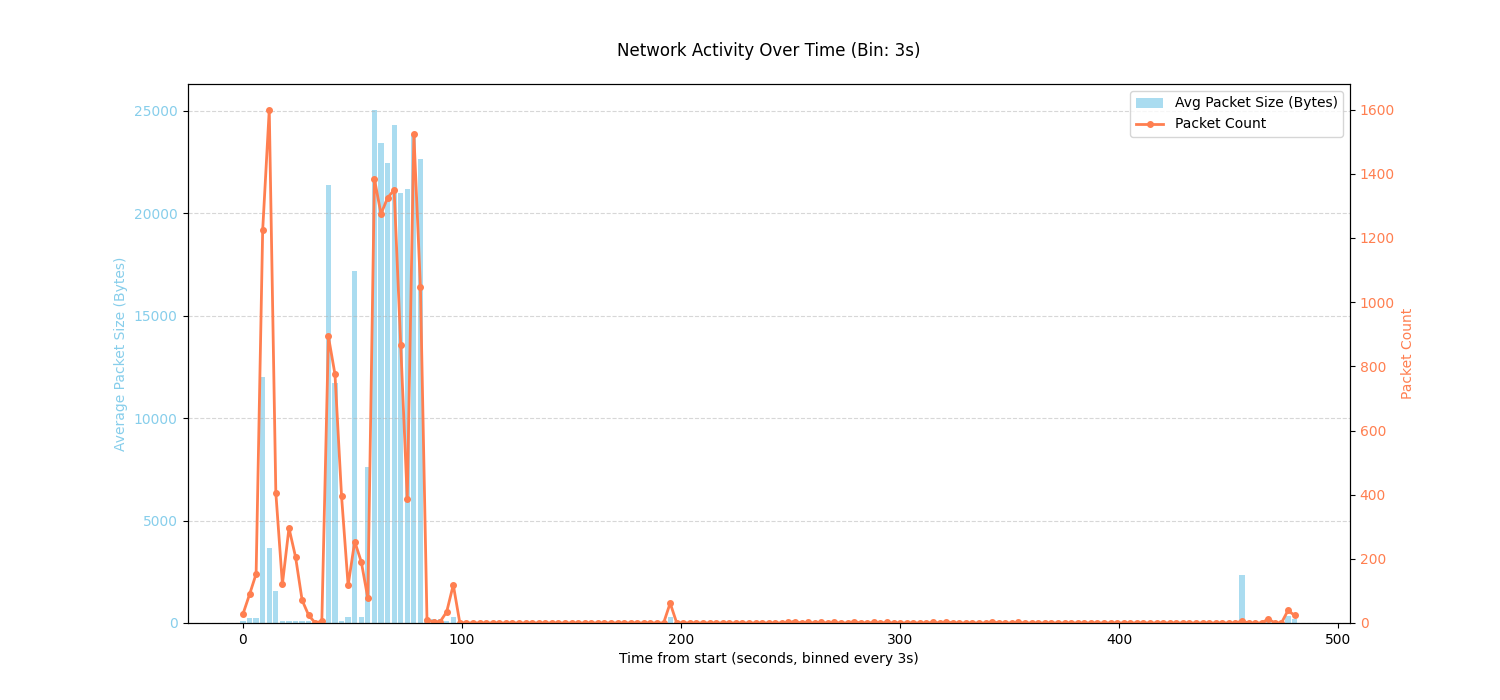 Network Activity Over Time (Bin: 3s)
Avg Packet Size (Bytes)
Packet Count
Average Packet Size (Bytes)
25000
20000
15000
10000
5000
0
1600
1400
1200
1000
800
600
400
200
0
Packet Count
0 100 200 300 400 500
Time from start (seconds, binned every 3s)